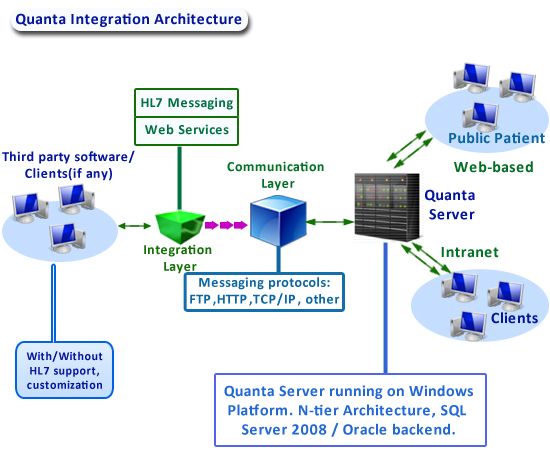 Quanta Integration Architecture
HL7 Messaging
Web Services
Third party software/
Clients(if any)
Communication
Layer
Public Patient
Web-based
Quanta
Server
Integration
Layer
Intranet
Messaging protocols:
FTP ,HTTP,TCP/IP , other
Clients
With/Without
HL7 support,
customization
Quanta Server running on Windows
Platform. N-tier Architecture, SQL
Server 2008 / Oracle backend.